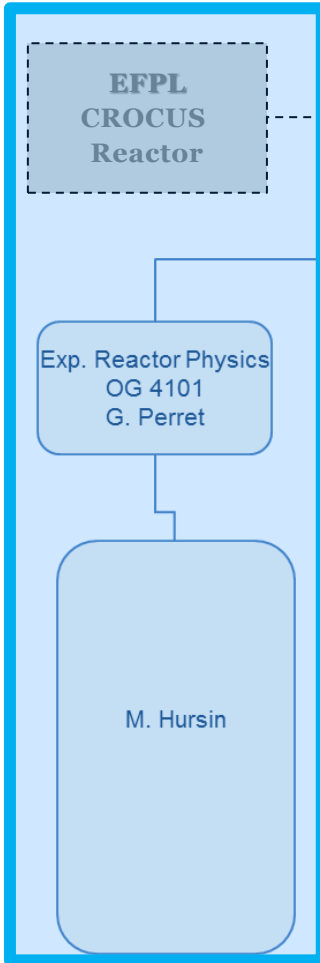 EFPL
CROCUS
Reactor
Exp. Reactor Physics
OG 4101
G. Perret
M. Hursin